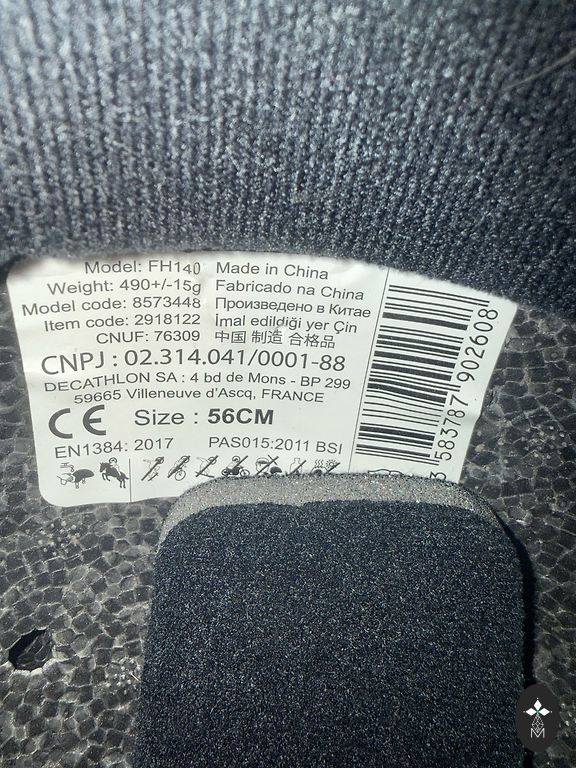 Model: FH140
Weight: 490+/-15g
Model code: 8573448
Item code: 2918122
CNUF: 76309
Made in China
Fabricado na China
Произведено в Китае
İmal edildiği yer Çin
中国 制造 合格品
CNPJ : 02.314.041/0001-88
DECATHLON SA : 4 bd de Mons - BP 299
59665 Villeneuve d'Ascq, FRANCE
CE Size : 56CM
EN1384: 2017 PAS015:2011 BSI
3 583787 902608
M